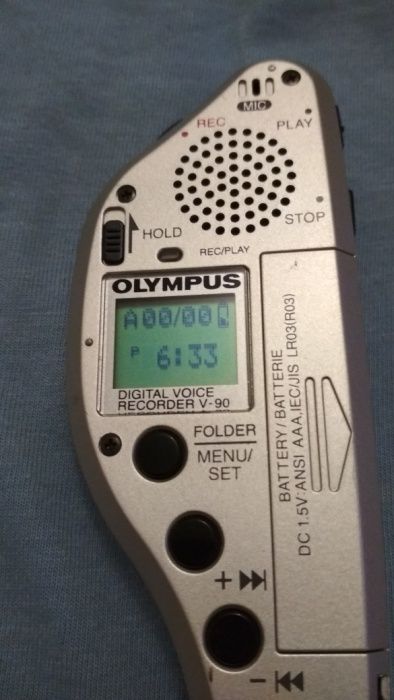 MIC
REC
PLAY
STOP
HOLD
REC/PLAY
OLYMPUS
A00/00
P 6:33
DIGITAL VOICE
RECORDER V-90
FOLDER
MENU/
SET
+
-
BATTERY/BATTERIE
DC 1.5V:ANSI AAA,IEC/JIS LR03(R03)